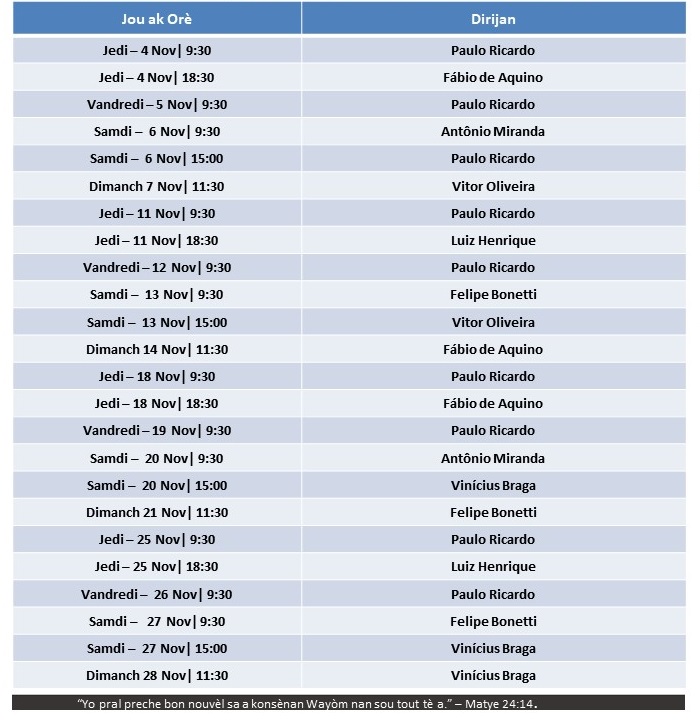 Jou ak Orè Dirijan
Jedi – 4 Nov| 9:30 Paulo Ricardo
Jedi – 4 Nov| 18:30 Fábio de Aquino
Vandredi – 5 Nov| 9:30 Paulo Ricardo
Samdi – 6 Nov| 9:30 Antônio Miranda
Samdi – 6 Nov| 15:00 Paulo Ricardo
Dimanch 7 Nov| 11:30 Vitor Oliveira
Jedi – 11 Nov| 9:30 Paulo Ricardo
Jedi – 11 Nov| 18:30 Luiz Henrique
Vandredi – 12 Nov| 9:30 Paulo Ricardo
Samdi – 13 Nov| 9:30 Felipe Bonetti
Samdi – 13 Nov| 15:00 Vitor Oliveira
Dimanch 14 Nov| 11:30 Fábio de Aquino
Jedi – 18 Nov| 9:30 Paulo Ricardo
Jedi – 18 Nov| 18:30 Fábio de Aquino
Vandredi – 19 Nov| 9:30 Paulo Ricardo
Samdi – 20 Nov| 9:30 Antônio Miranda
Samdi – 20 Nov| 15:00 Vinícius Braga
Dimanch 21 Nov| 11:30 Felipe Bonetti
Jedi – 25 Nov| 9:30 Paulo Ricardo
Jedi – 25 Nov| 18:30 Luiz Henrique
Vandredi – 26 Nov| 9:30 Paulo Ricardo
Samdi – 27 Nov| 9:30 Felipe Bonetti
Samdi – 27 Nov| 15:00 Vinícius Braga
Dimanch 28 Nov| 11:30 Vinícius Braga
“Yo pral preche bon nouvèl sa a konsènan Wayòm nan sou tout tè a.” – Matye 24:14.